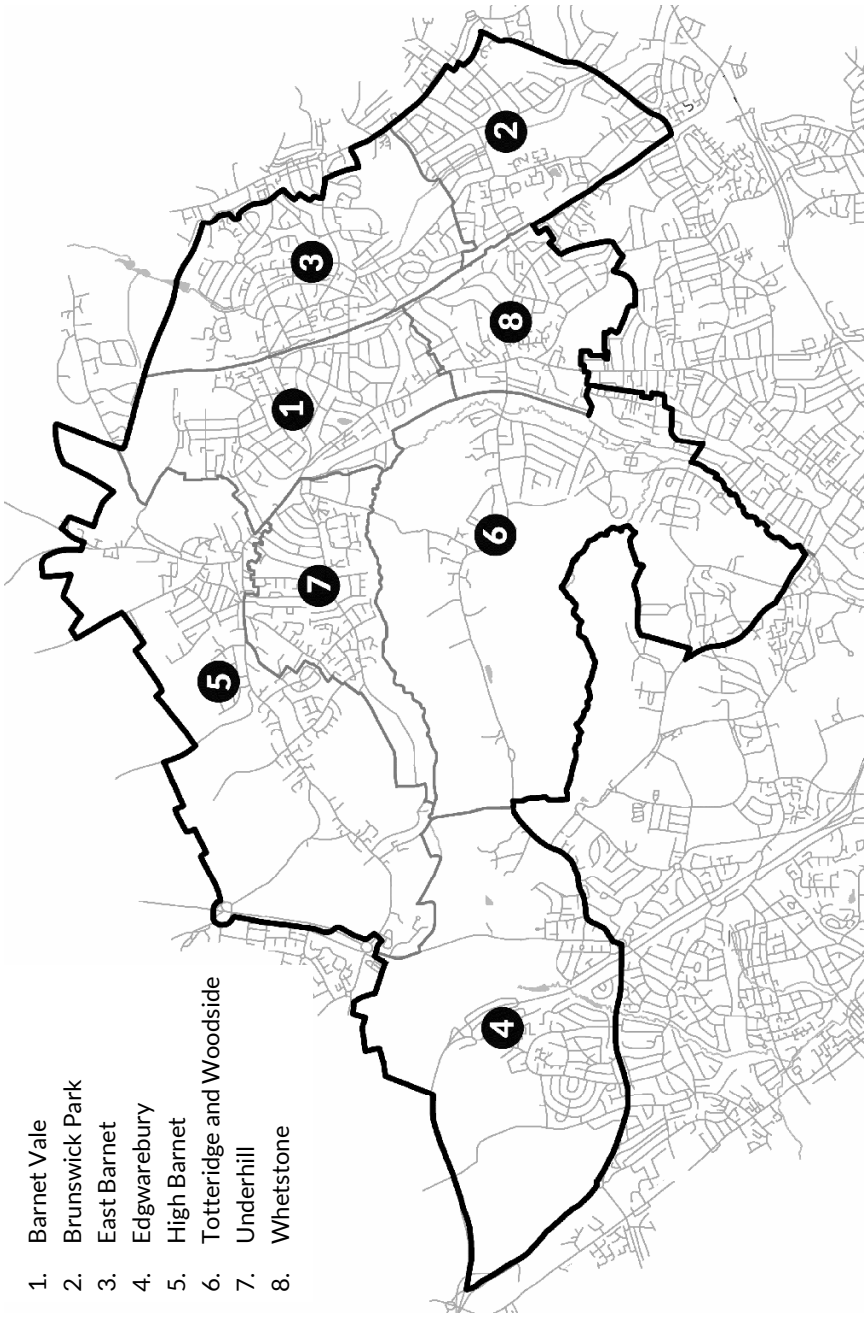 1. Barnet Vale
2. Brunswick Park
3. East Barnet
4. Edgwarebury
5. High Barnet
6. Totteridge and Woodside
7. Underhill
8. Whetstone
5
1
3
7
6
8
2
4